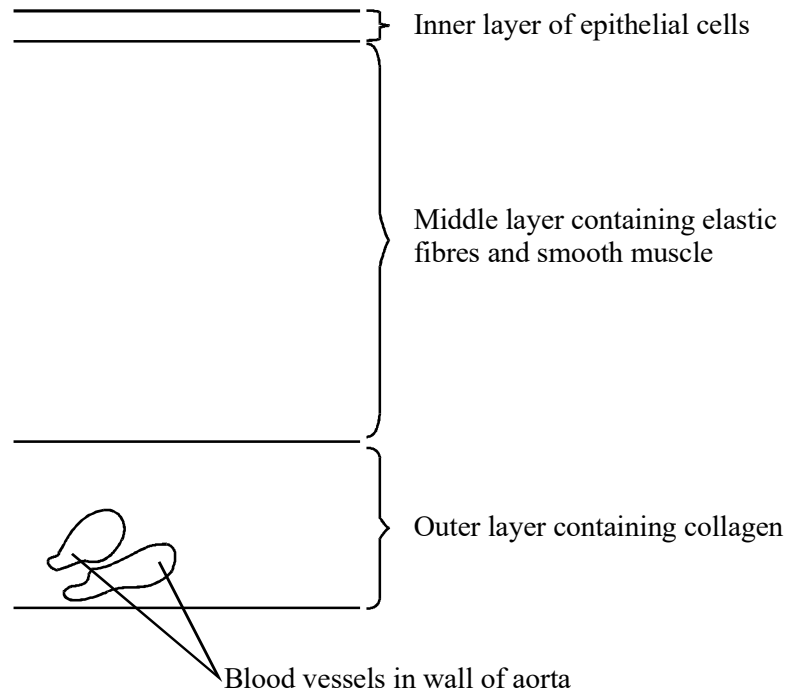 Inner layer of epithelial cells
Middle layer containing elastic
fibres and smooth muscle
Outer layer containing collagen
Blood vessels in wall of aorta